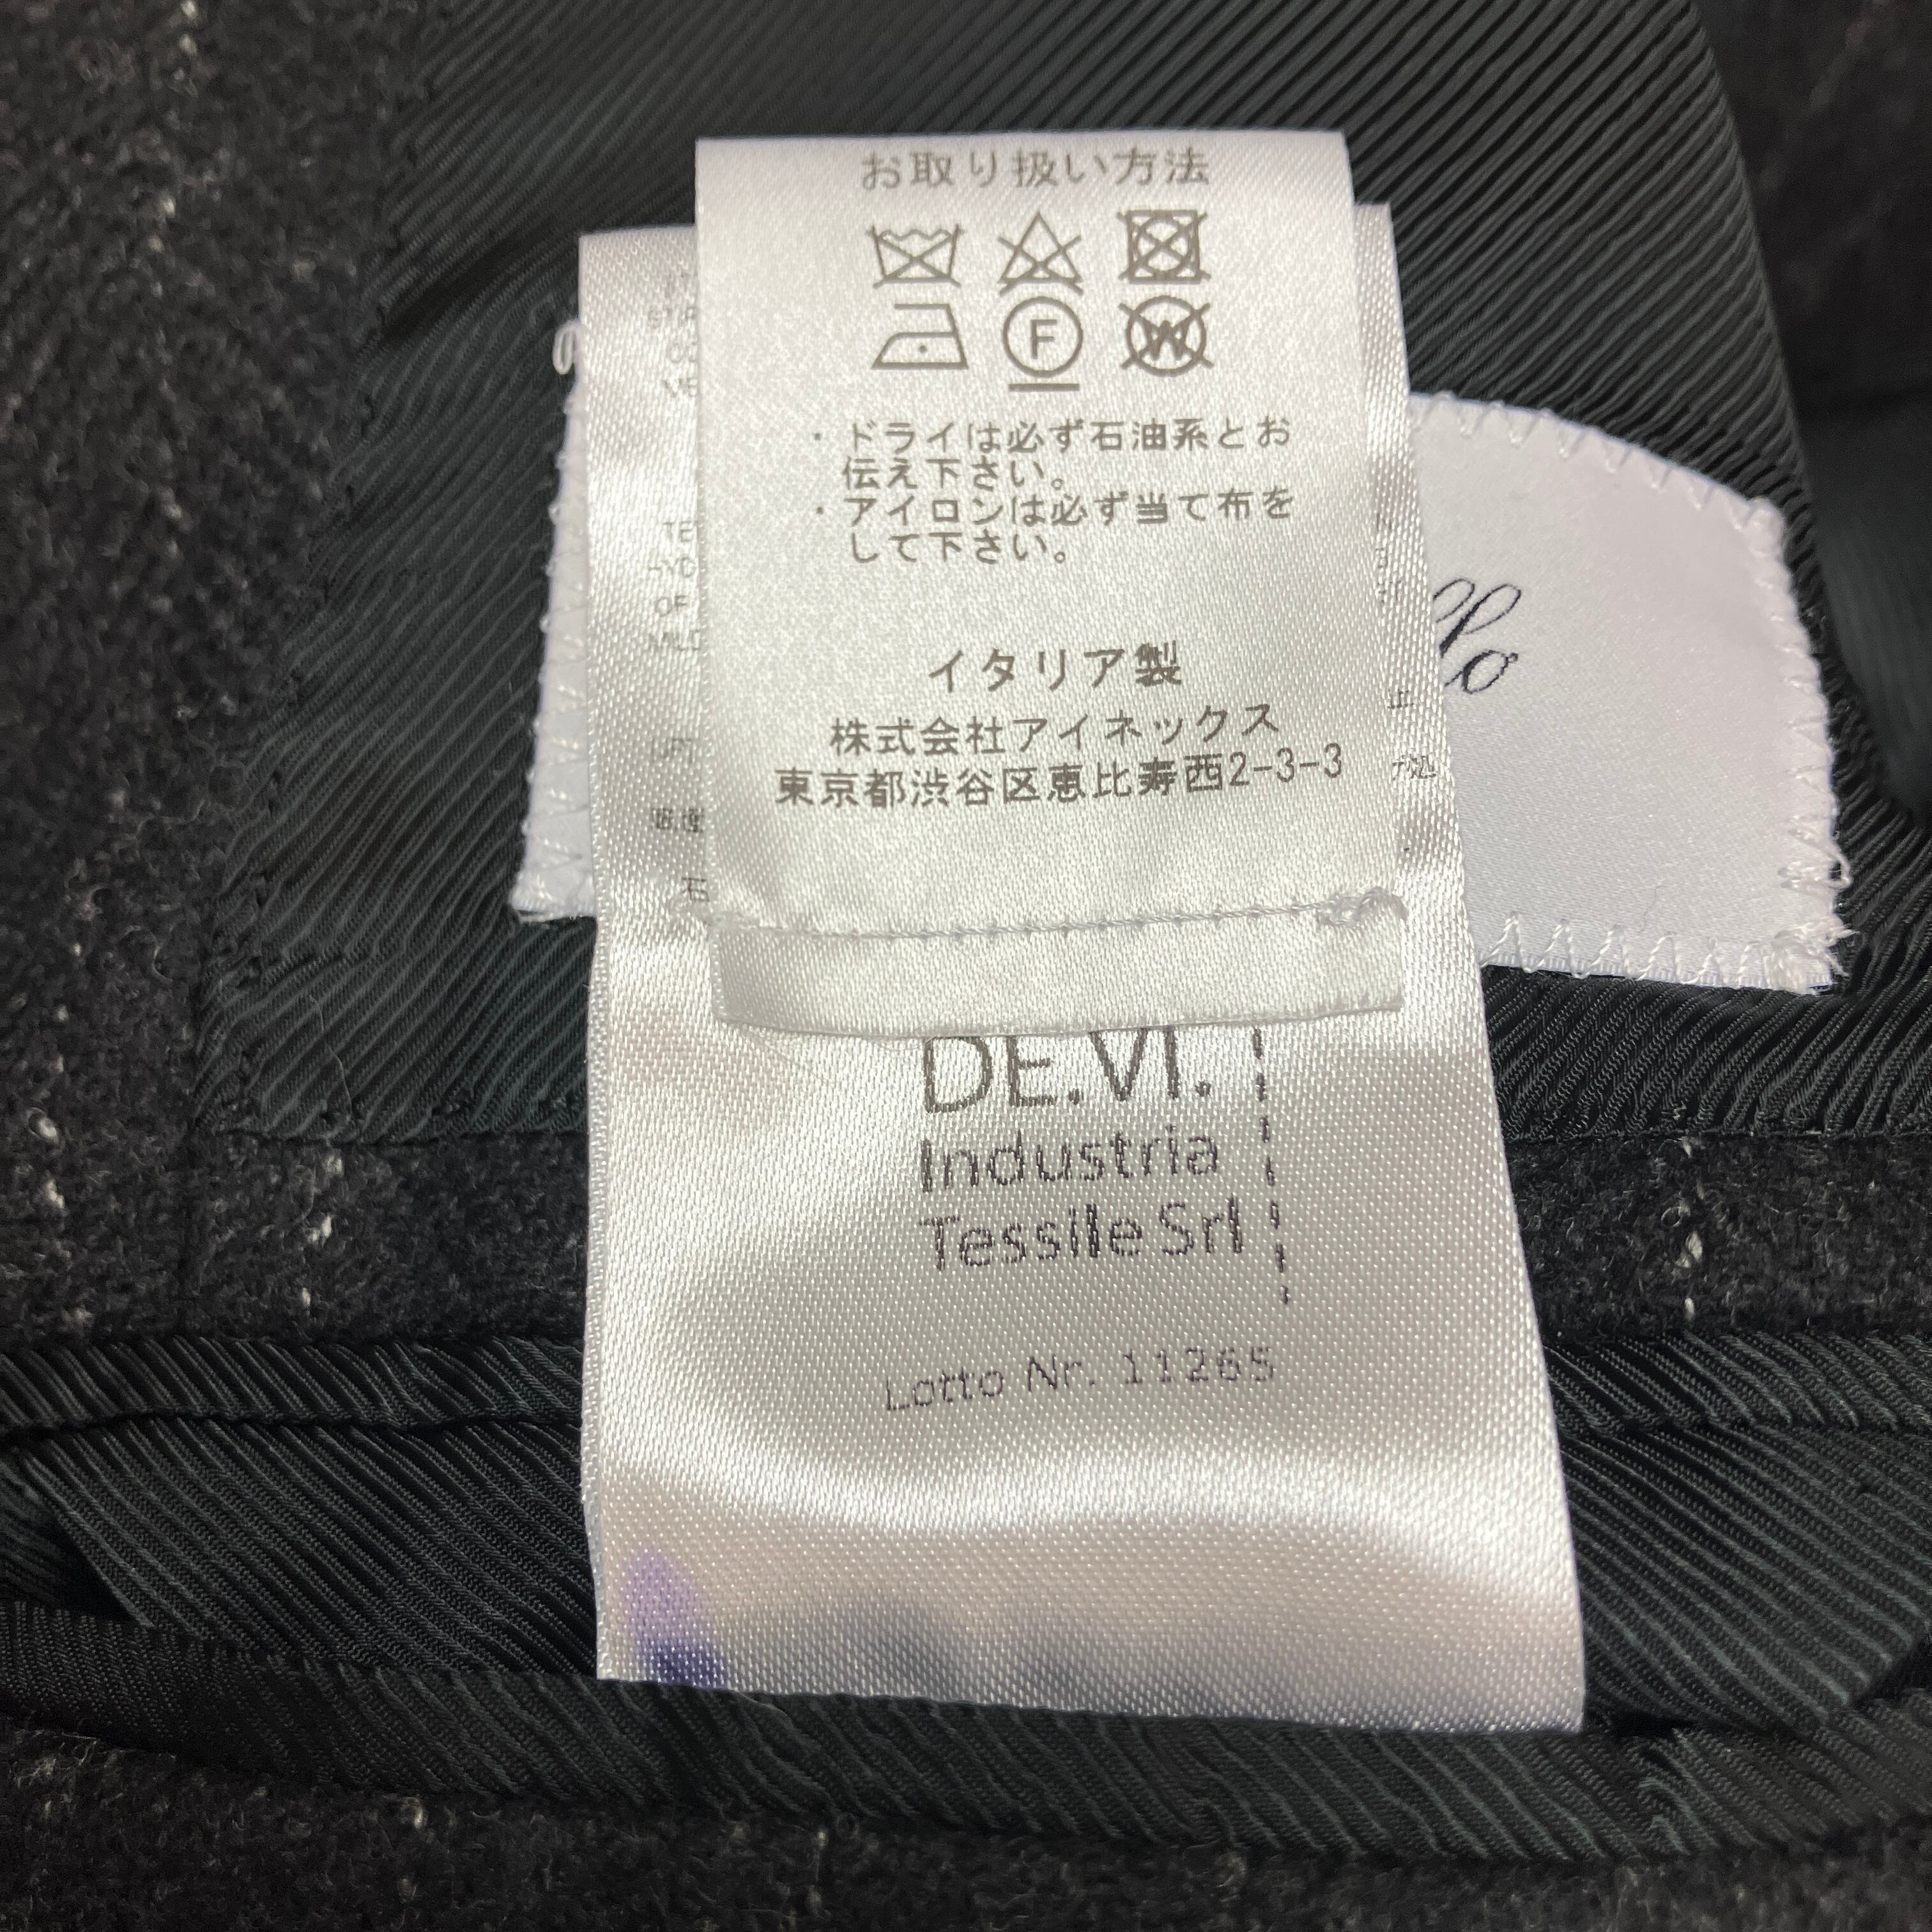 お取り扱い方法
F W
・ドライは必ず石油系とお
伝え下さい。
・アイロンは必ず当て布を
して下さい。
イタリア製
株式会社アイネックス
東京都渋谷区恵比寿西2-3-3
DE.VI.
Industria
Tessile Srl
Lotto Nr. 11265